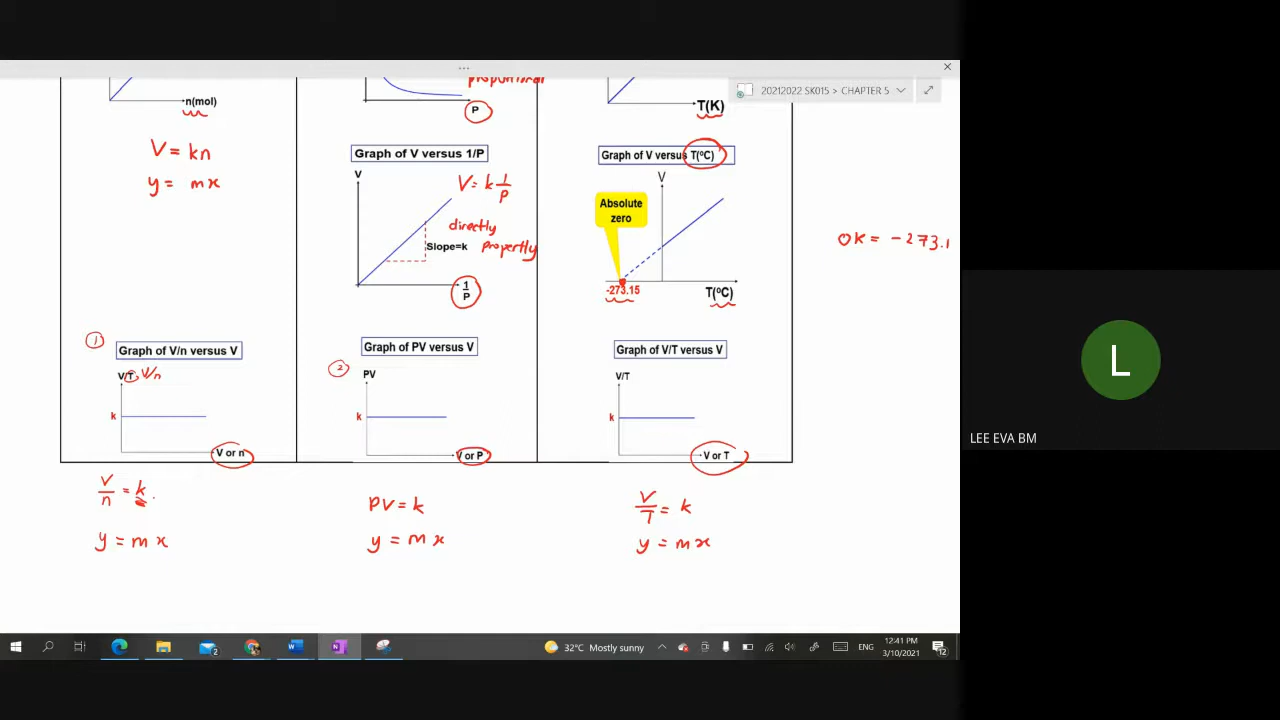 20212022 SK015 > CHAPTER 5
n(mol)
V = kn
y = mx
proportional
P
Graph of V versus 1/P
V
V = k 1/P
directly
Slope=k
properly
1
P
T(K)
Graph of V versus T(ºC)
V
Absolute
zero
-273.15
T(ºC)
0K = -273.1
1
Graph of V/n versus V
V/T V/n
k
V or n
V/n = k
y = mx
2
Graph of PV versus V
PV
k
V or P
PV = k
y = mx
Graph of V/T versus V
V/T
k
V or T
V/T = k
y = mx
L
LEE EVA BM
32°C Mostly sunny
ENG
12:41 PM
3/10/2021
12